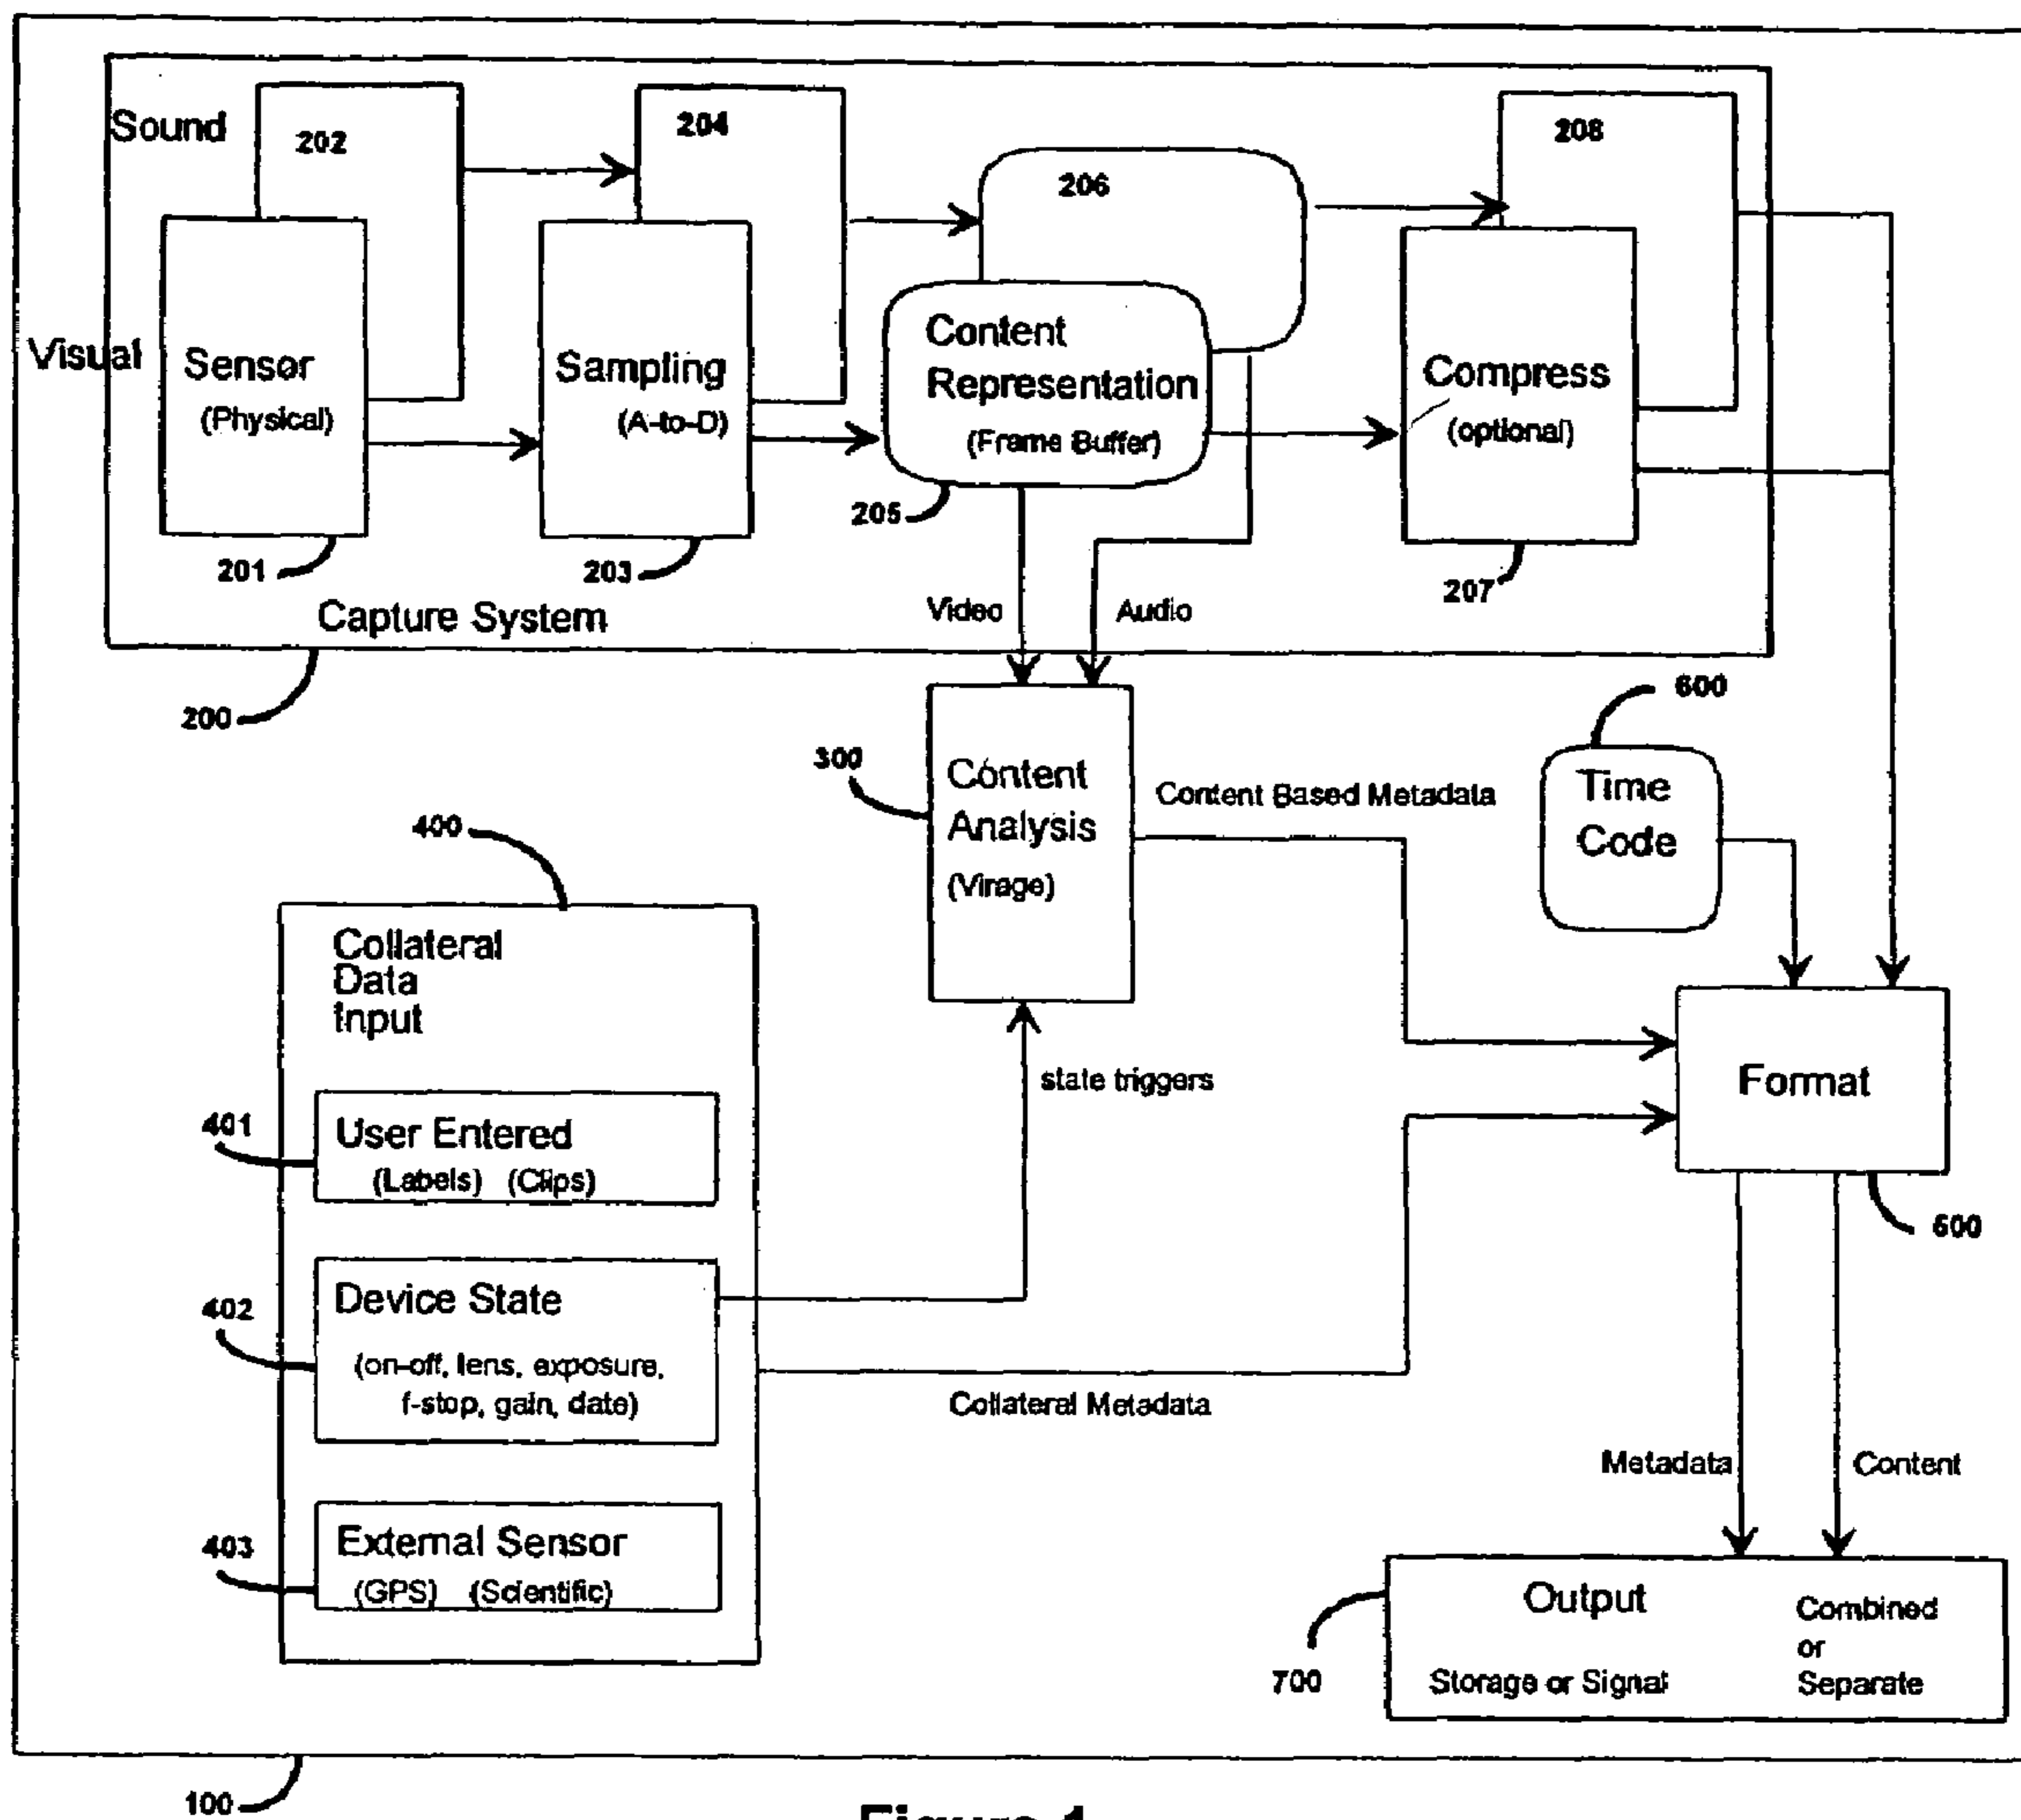 Sound
202
204
206
208
Visual
Sensor
(Physical)
Sampling
(A-to-D)
Content
Representation
(Frame Buffer)
Compress
(optional)
201
203
205
207
Capture System
Video
Audio
200
300
Content
Analysis
(Virage)
Content Based Metadata
600
Time
Code
400
Collateral
Data
Input
state triggers
Format
401
User Entered
(Labels) (Clips)
600
402
Device State
(on-off, lens, exposure,
f-stop, gain, date)
Collateral Metadata
Metadata
Content
403
External Sensor
(GPS) (Scientific)
Output
Combined
or
Separate
Storage or Signal
700
100
Figure 1